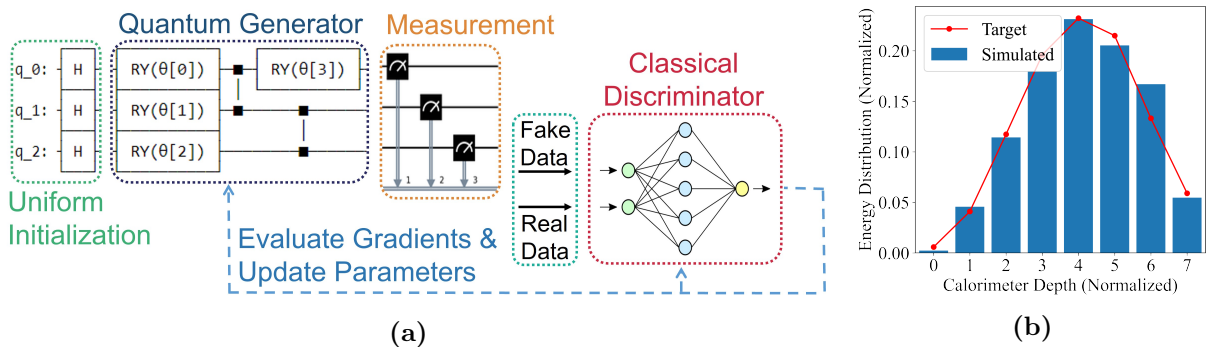 Quantum Generator
Measurement
Classical
Discriminator
q_0:
H
RY(θ[0])
RY(θ[3])
q_1:
H
RY(θ[1])
q_2:
H
RY(θ[2])
1
2
3
Fake
Data
Real
Data
Uniform
Initialization
Evaluate Gradients &
Update Parameters
(a)
Energy Distribution (Normalized)
0.20
0.15
0.10
0.05
0.00
Target
Simulated
0 1 2 3 4 5 6 7
Calorimeter Depth (Normalized)
(b)